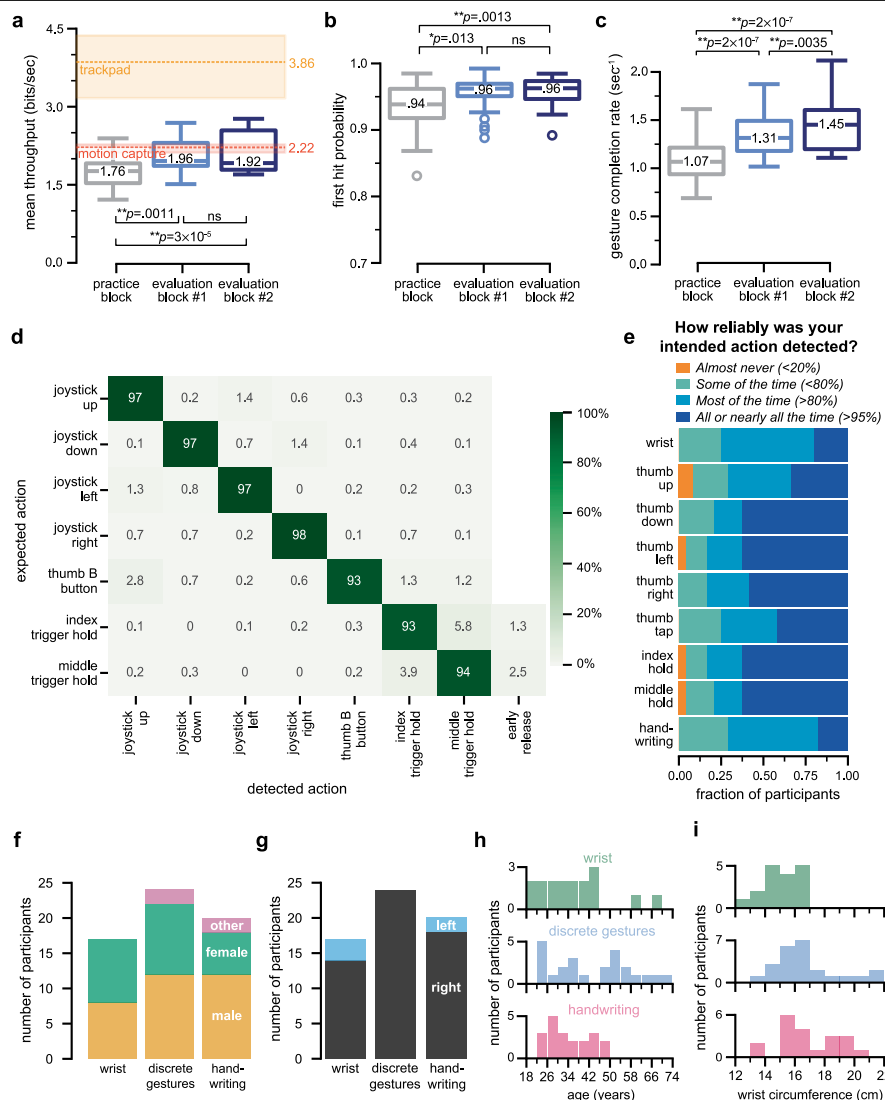 a
mean throughput (bits/sec)
4.5
3.0
1.5
0.0
trackpad
3.86
motion capture
2.22
1.76
1.96
1.92
**p=.0011
ns
**p=3×10-5
practice block
evaluation block #1
evaluation block #2
b
first hit probability
1.0
0.9
0.8
0.7
**p=.0013
*p=.013
ns
.94
.96
.96
practice block
evaluation block #1
evaluation block #2
c
gesture completion rate (sec-1)
2.0
1.5
1.0
0.5
0.0
**p=2×10-7
**p=2×10-7
**p=.0035
1.07
1.31
1.45
practice block
evaluation block #1
evaluation block #2
d
expected action
joystick up
97 0.2 1.4 0.6 0.3 0.3 0.2
joystick down
0.1 97 0.7 1.4 0.1 0.4 0.1
joystick left
1.3 0.8 97 0 0.2 0.2 0.3
joystick right
0.7 0.7 0.2 98 0.1 0.7 0.1
thumb B button
2.8 0.7 0.2 0.6 93 1.3 1.2
index trigger hold
0.1 0 0.1 0.2 0.3 93 5.8 1.3
middle trigger hold
0.2 0.3 0 0 0.2 3.9 94 2.5
joystick up
joystick down
joystick left
joystick right
thumb B button
index trigger hold
middle trigger hold
early release
detected action
100%
80%
60%
40%
20%
0%
e
How reliably was your
intended action detected?
Almost never (<20%)
Some of the time (<80%)
Most of the time (>80%)
All or nearly all the time (>95%)
wrist
thumb up
thumb down
thumb left
thumb right
thumb tap
index hold
middle hold
hand-
writing
0.00 0.25 0.50 0.75 1.00
fraction of participants
f
number of participants
25
20
15
10
5
0
other
female
male
wrist
discrete gestures
hand-
writing
g
number of participants
25
20
15
10
5
0
left
right
wrist
discrete gestures
hand-
writing
h
number of participants
3
0
wrist
5
0
discrete gestures
5
0
handwriting
18 26 34 42 50 58 66 74
age (years)
i
number of participants
5
0
7
0
6
0
12 14 16 18 20 22
wrist circumference (cm)